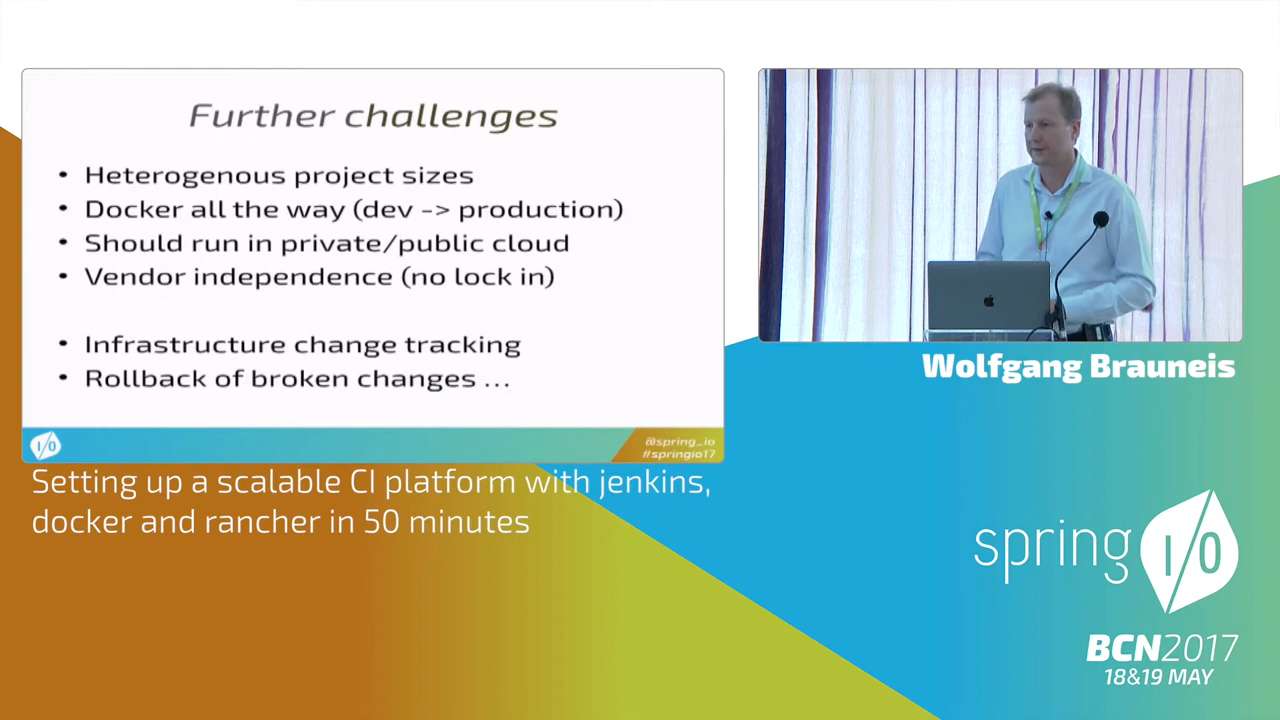 Further challenges
• Heterogenous project sizes
• Docker all the way (dev -> production)
• Should run in private/public cloud
• Vendor independence (no lock in)
• Infrastructure change tracking
• Rollback of broken changes ...
I/O
@spring_io
#springio17
Wolfgang Brauneis
Setting up a scalable CI platform with jenkins,
docker and rancher in 50 minutes
spring I/O
BCN2017
18&19 MAY